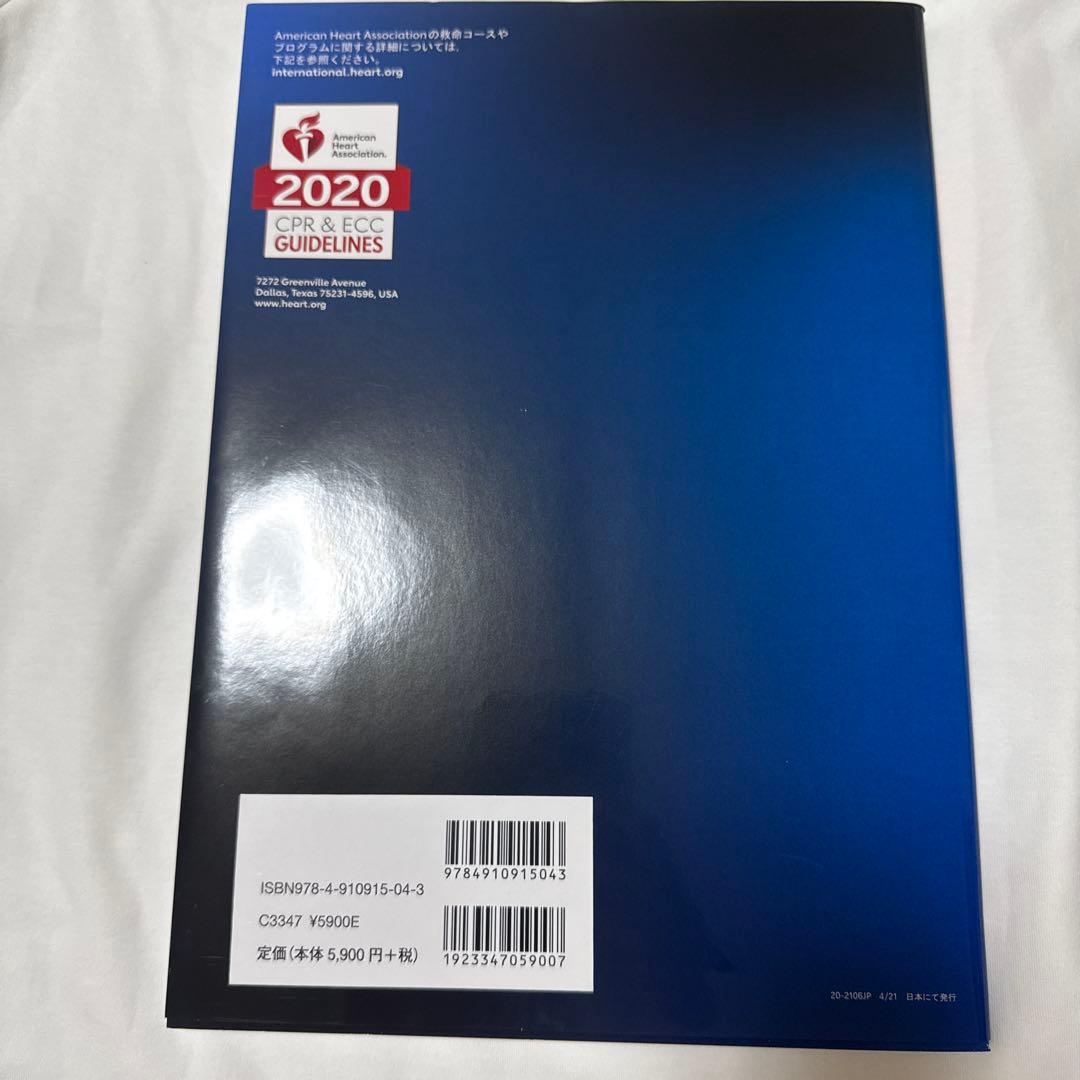 American Heart Associationの救命コースや
プログラムに関する詳細については、
下記を参照ください。
international.heart.org
American
Heart
Association.
2020
CPR & ECC
GUIDELINES
7272 Greenville Avenue
Dallas, Texas 75231-4596, USA
www.heart.org
9784910915043
ISBN978-4-910915-04-3
C3347 ¥5900E
定価(本体 5,900 円+税)
1923347059007
20-2106JP 4/21 日本にて発行